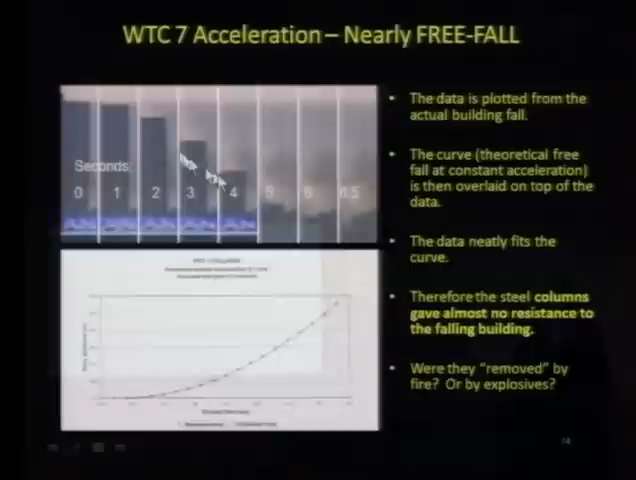 WTC 7 Acceleration – Nearly FREE-FALL
Seconds
0 1 2 3 4 5 6 6.5
• The data is plotted from the
actual building fall.
• The curve (theoretical free
fall at constant acceleration)
is then overlaid on top of the
data.
• The data neatly fits the
curve.
• Therefore the steel columns
gave almost no resistance to
the falling building.
• Were they "removed" by
fire? Or by explosives?
74